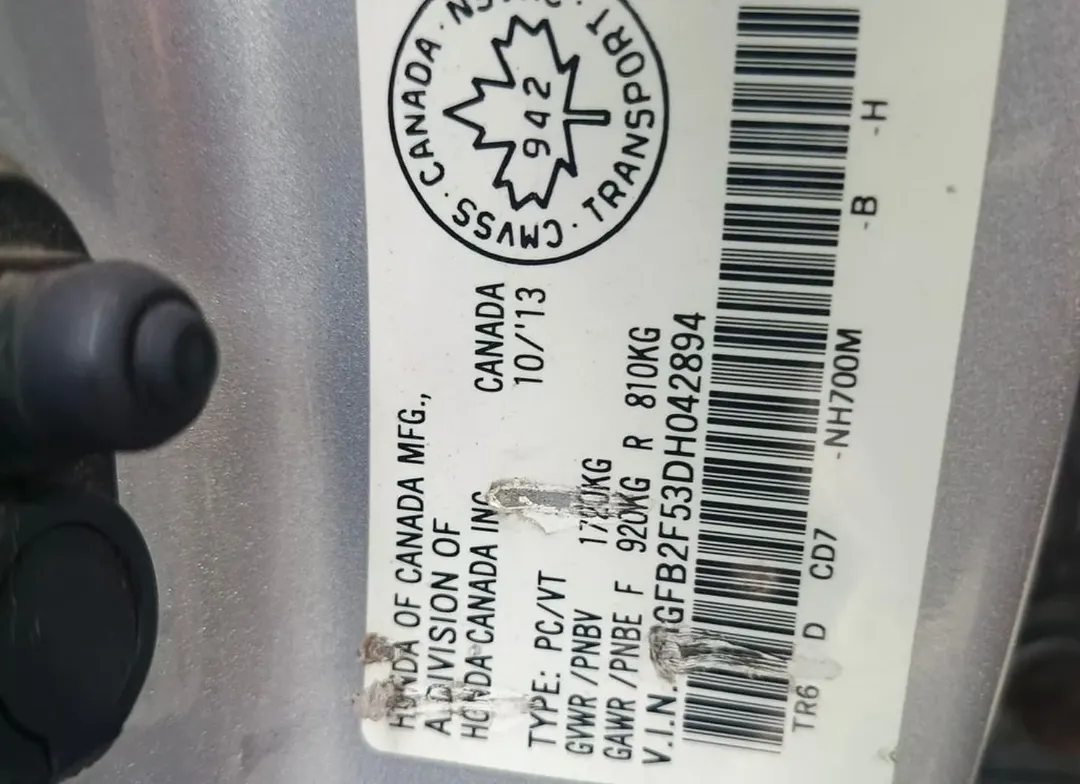 HONDA OF CANADA MFG.,
A DIVISION OF
HONDA CANADA INC CANADA
10/'13
TYPE: PC/VT
GVWR/PNBV
GAWR/PNBE F 920KG R 810KG
V.I.N. GFB2F53DH042894
TR6 D CD7 -NH700M -B -H
CMVSS · CANADA ·
· TRANSPORT
942